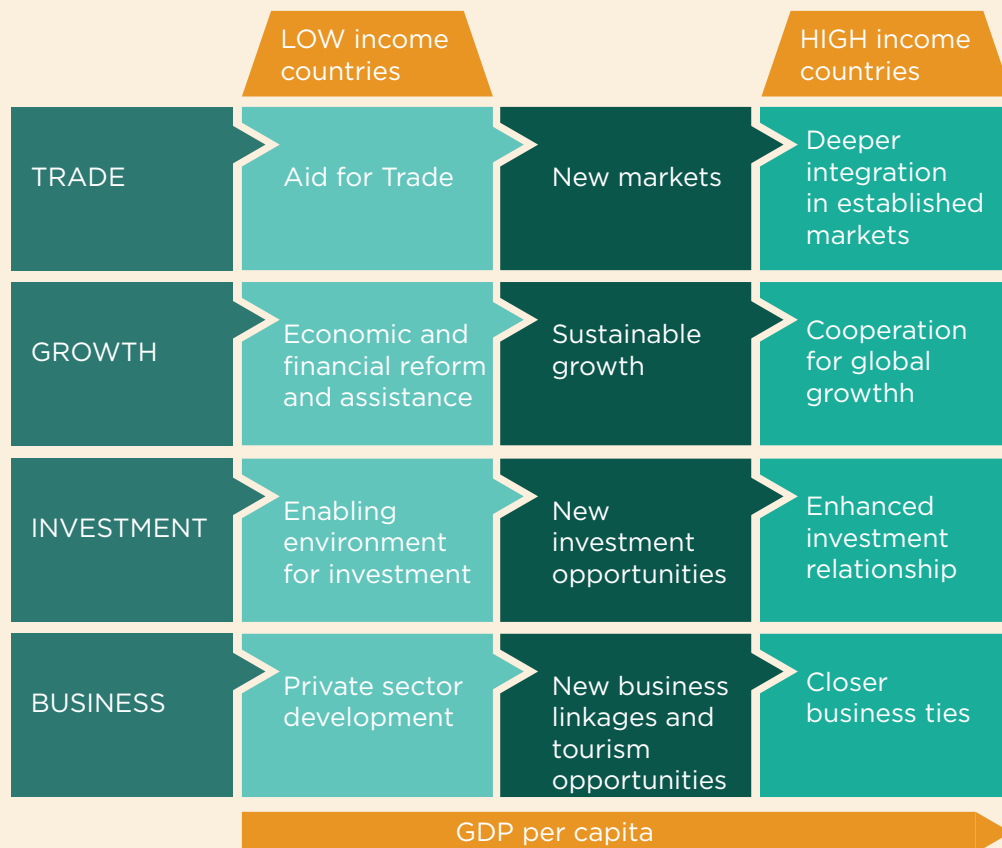 LOW income
countries
HIGH income
countries
TRADE
Aid for Trade
New markets
Deeper
integration
in established
markets
GROWTH
Economic and
financial reform
and assistance
Sustainable
growth
Cooperation
for global
growthh
INVESTMENT
Enabling
environment
for investment
New
investment
opportunities
Enhanced
investment
relationship
BUSINESS
Private sector
development
New business
linkages and
tourism
opportunities
Closer
business ties
GDP per capita